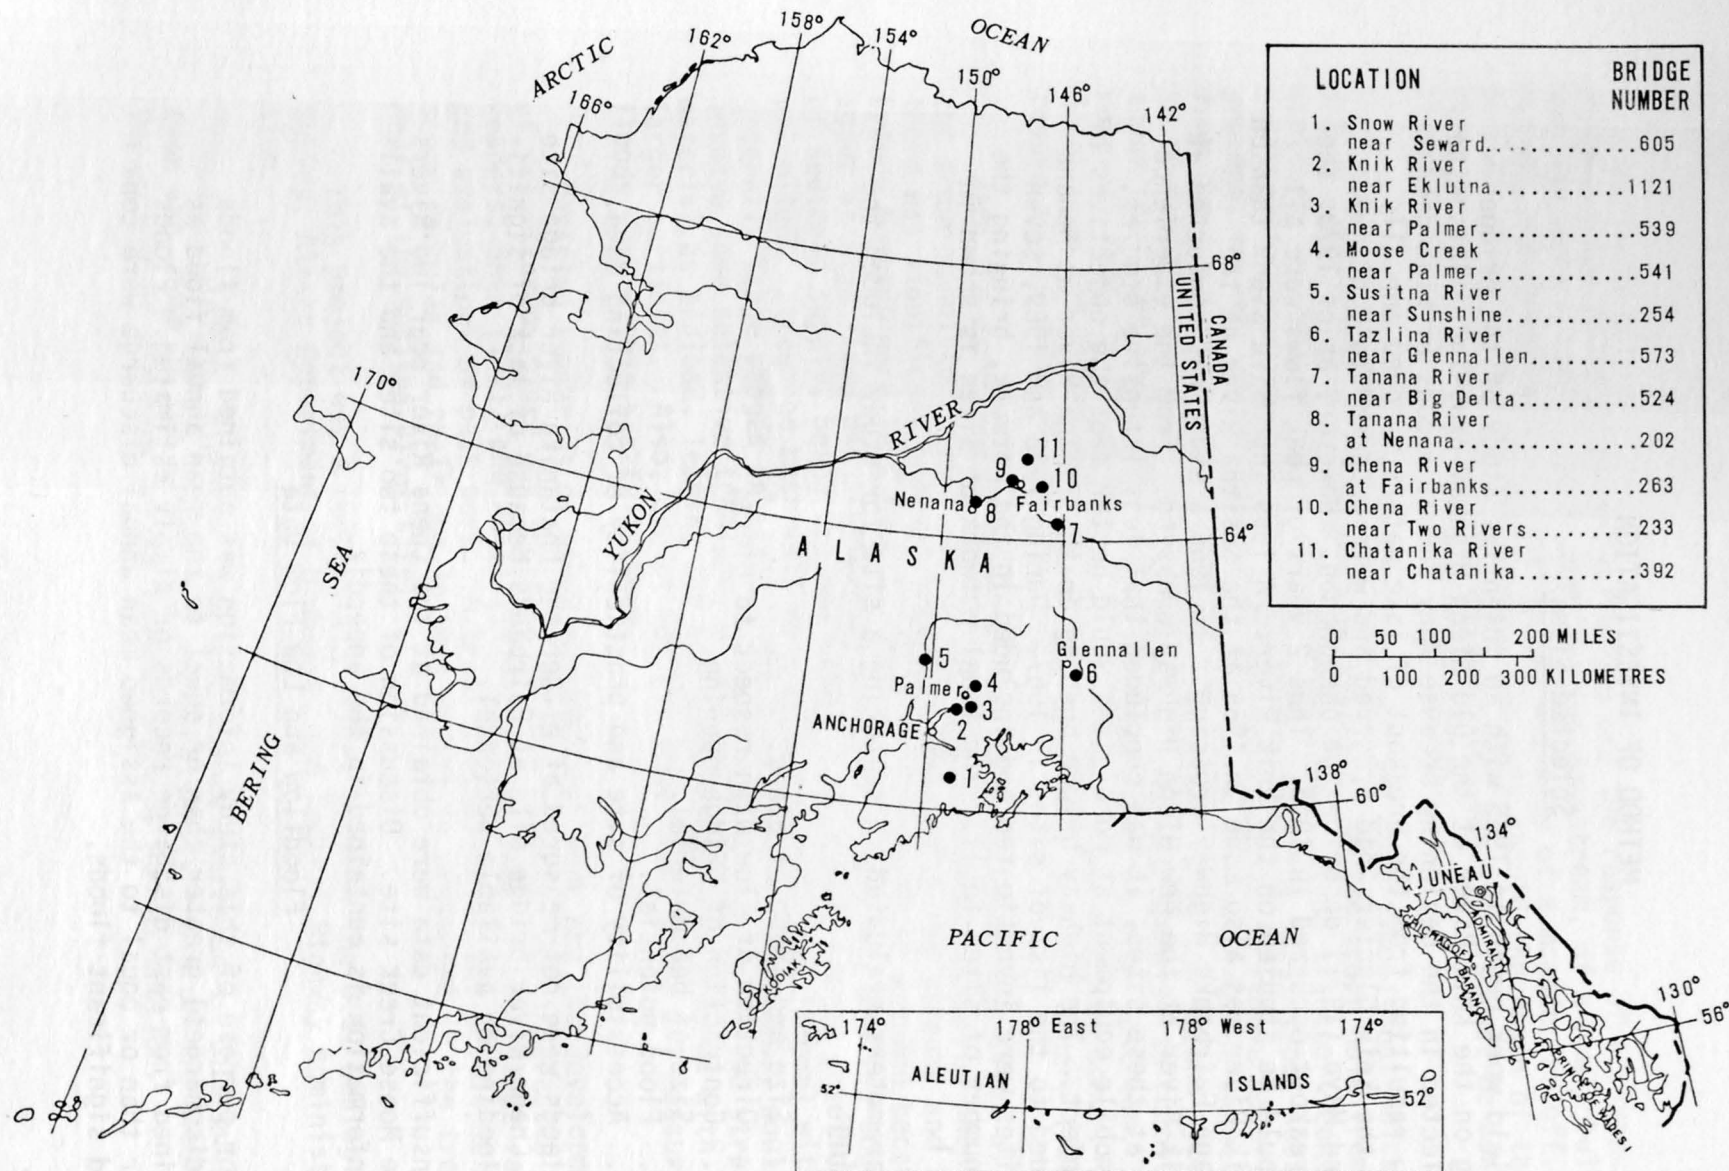 ARCTIC
OCEAN
166°
162°
158°
154°
150°
146°
142°
68°
UNITED STATES
CANADA
170°
RIVER
YUKON
11
9
10
Nenana
8
Fairbanks
7
64°
ALASKA
SEA
BERING
5
Glennallen
6
Palmer
4
3
2
ANCHORAGE
1
138°
60°
134°
JUNEAU
ADMIRALTY
CHICHAGOF
BARANOF
KODIAK
PACIFIC OCEAN
130°
56°
PRINCE
174° 178° East 178° West 174°
ALEUTIAN ISLANDS
52° 52°
LOCATION BRIDGE NUMBER
1. Snow River
near Seward..............605
2. Knik River
near Eklutna...........1121
3. Knik River
near Palmer.............539
4. Moose Creek
near Palmer.............541
5. Susitna River
near Sunshine...........254
6. Tazlina River
near Glennallen.........573
7. Tanana River
near Big Delta..........524
8. Tanana River
at Nenana...............202
9. Chena River
at Fairbanks............263
10. Chena River
near Two Rivers.........233
11. Chatanika River
near Chatanika..........392
0 50 100 200 MILES
0 100 200 300 KILOMETRES